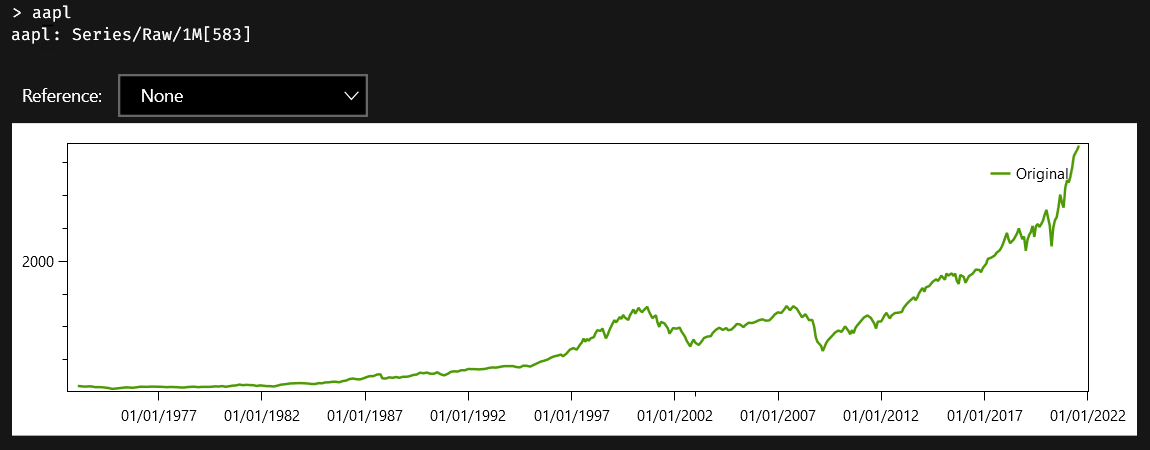 > aapl
aapl: Series/Raw/1M[583]
Reference: None
Original
2000
01/01/1977 01/01/1982 01/01/1987 01/01/1992 01/01/1997 01/01/2002 01/01/2007 01/01/2012 01/01/2017 01/01/2022